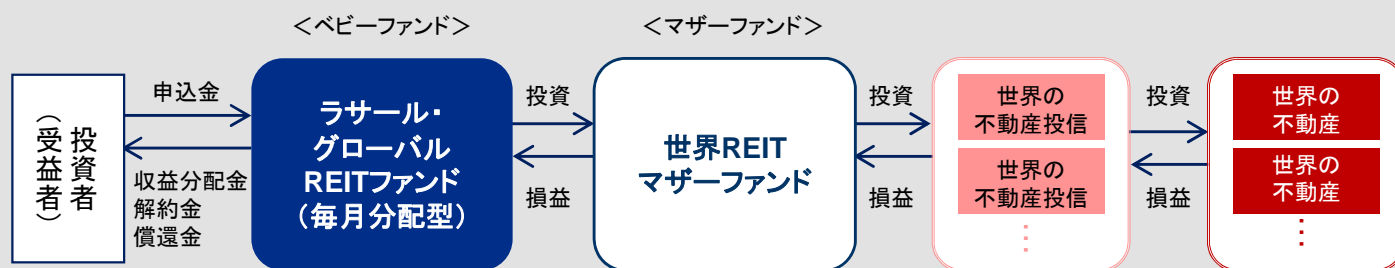 ＜ベビーファンド＞
＜マザーファンド＞
投資者
（受益者）
申込金
収益分配金
解約金
償還金
ラサール・
グローバル
REITファンド
（毎月分配型）
投資
損益
世界REIT
マザーファンド
投資
損益
世界の
不動産投信
世界の
不動産投信
⋮
投資
損益
世界の
不動産
世界の
不動産
⋮